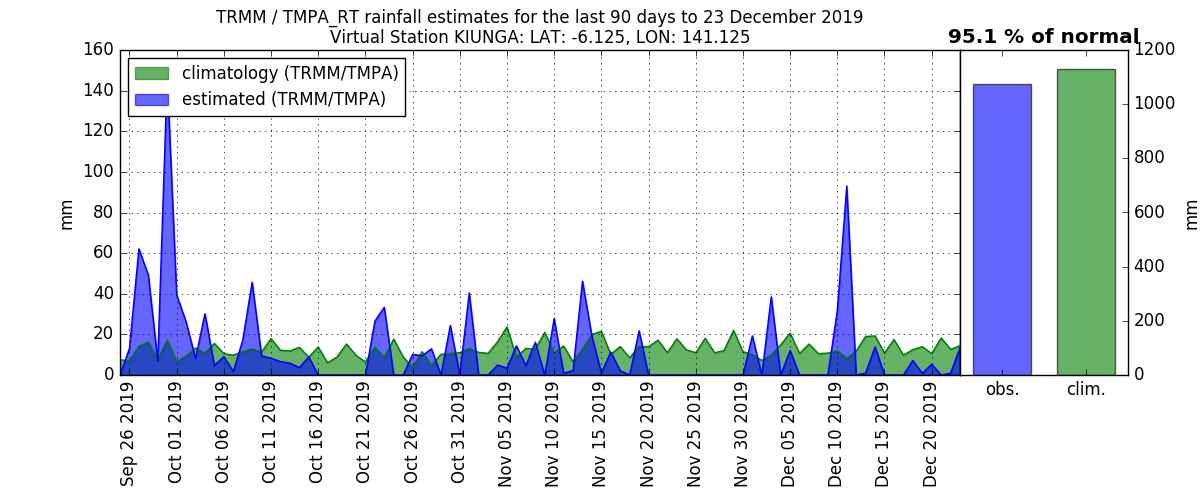 TRMM / TMPA_RT rainfall estimates for the last 90 days to 23 December 2019
Virtual Station KIUNGA: LAT: -6.125, LON: 141.125
95.1 % of normal
climatology (TRMM/TMPA)
estimated (TRMM/TMPA)
160
140
120
100
80
60
40
20
0
mm
1200
1000
800
600
400
200
0
mm
Sep 26 2019
Oct 01 2019
Oct 06 2019
Oct 11 2019
Oct 16 2019
Oct 21 2019
Oct 26 2019
Oct 31 2019
Nov 05 2019
Nov 10 2019
Nov 15 2019
Nov 20 2019
Nov 25 2019
Nov 30 2019
Dec 05 2019
Dec 10 2019
Dec 15 2019
Dec 20 2019
obs.
clim.